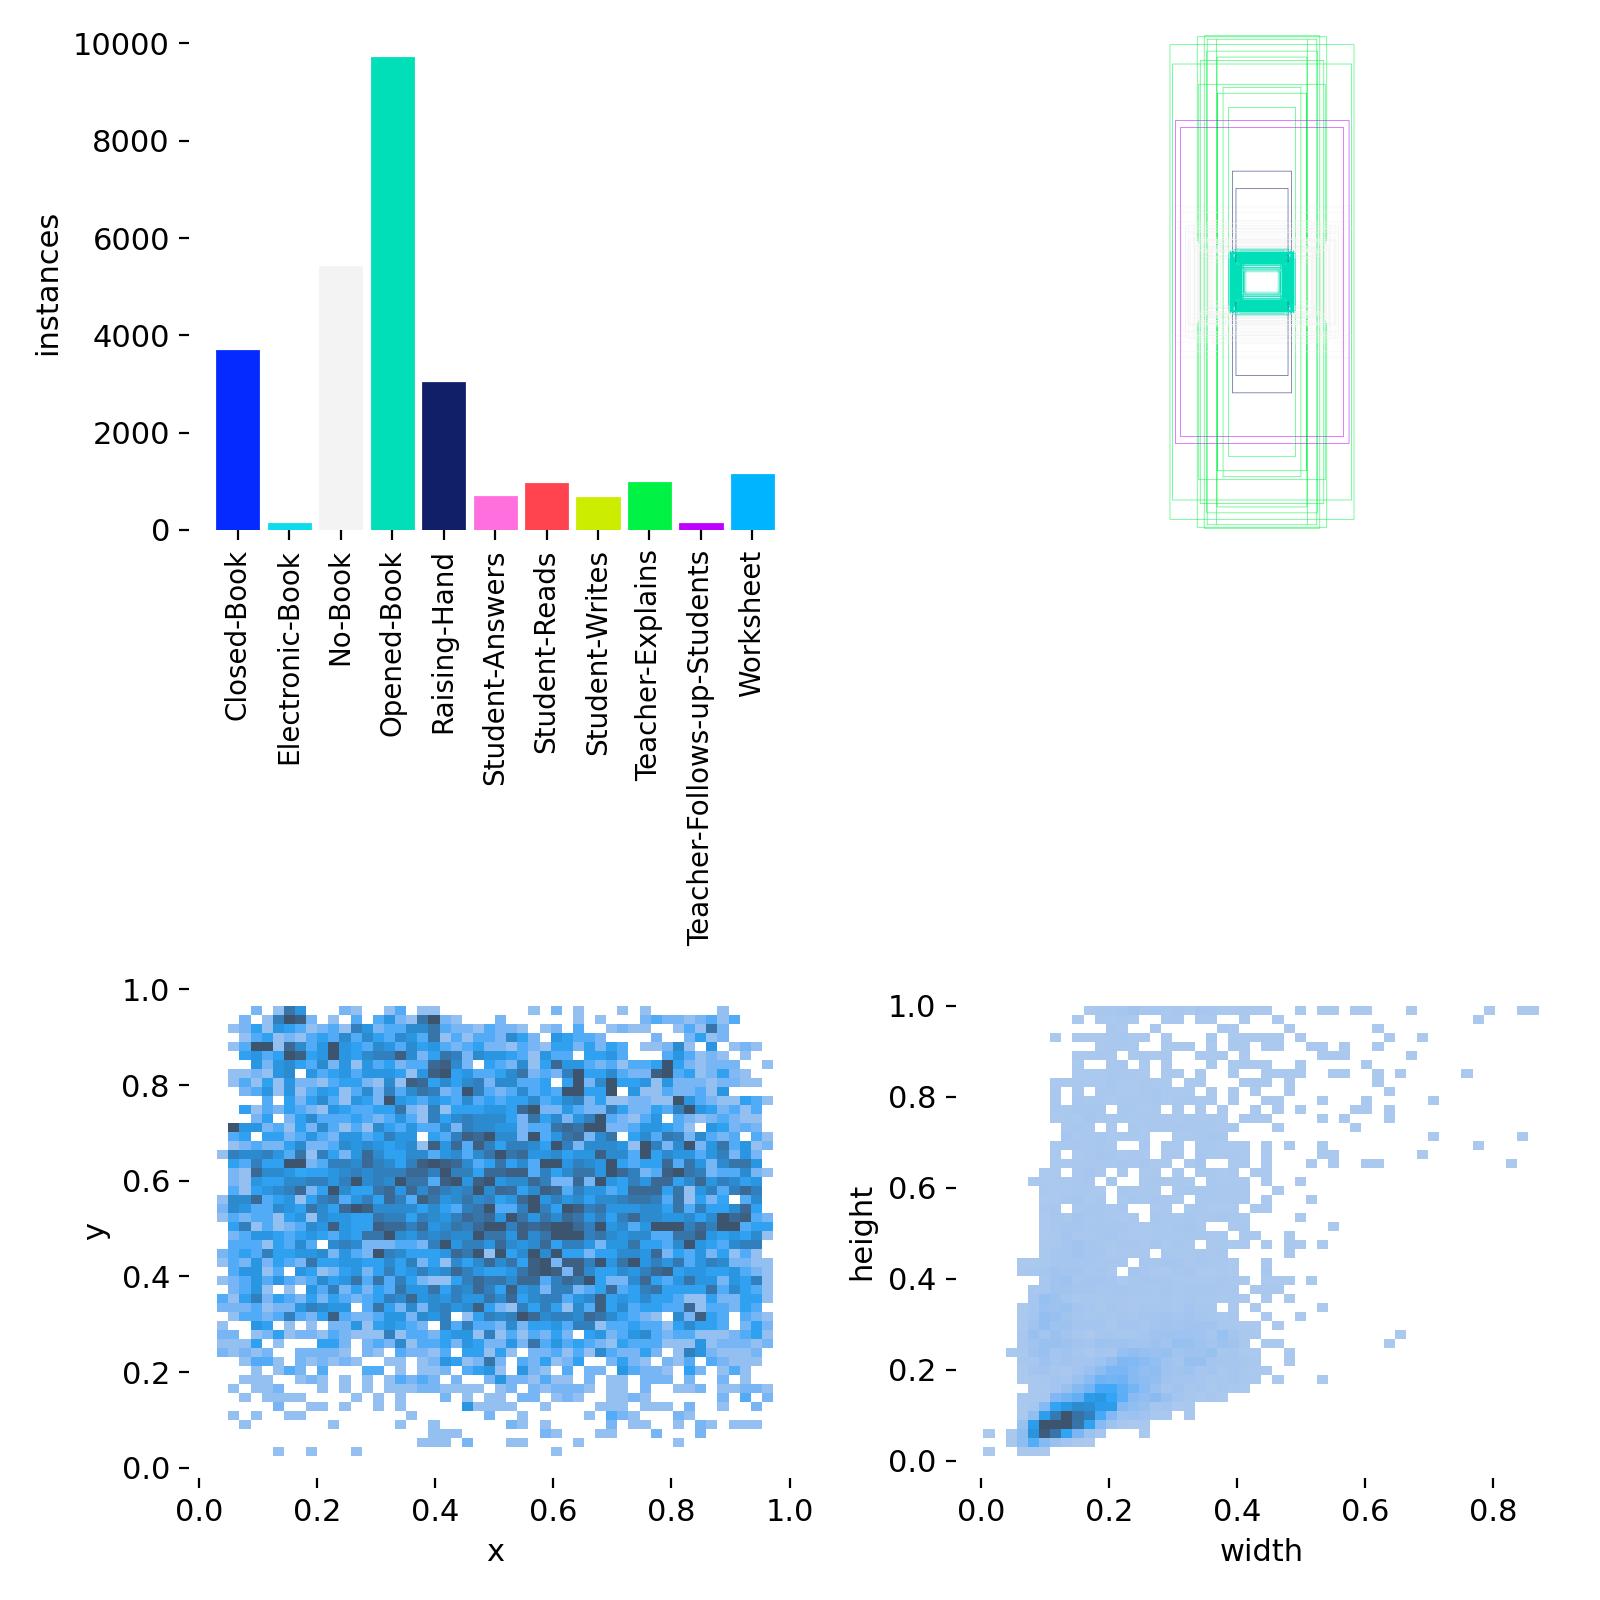 10000
8000
6000
4000
2000
0
instances
Closed-Book
Electronic-Book
No-Book
Opened-Book
Raising-Hand
Student-Answers
Student-Reads
Student-Writes
Teacher-Explains
Teacher-Follows-up-Students
Worksheet
1.0
0.8
0.6
0.4
0.2
0.0
y
0.0 0.2 0.4 0.6 0.8 1.0
x
1.0
0.8
0.6
0.4
0.2
0.0
height
0.0 0.2 0.4 0.6 0.8
width